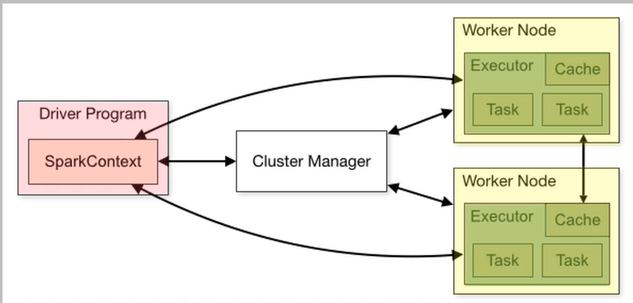 Driver Program
SparkContext
Cluster Manager
Worker Node
Executor
Cache
Task
Task
Worker Node
Executor
Cache
Task
Task